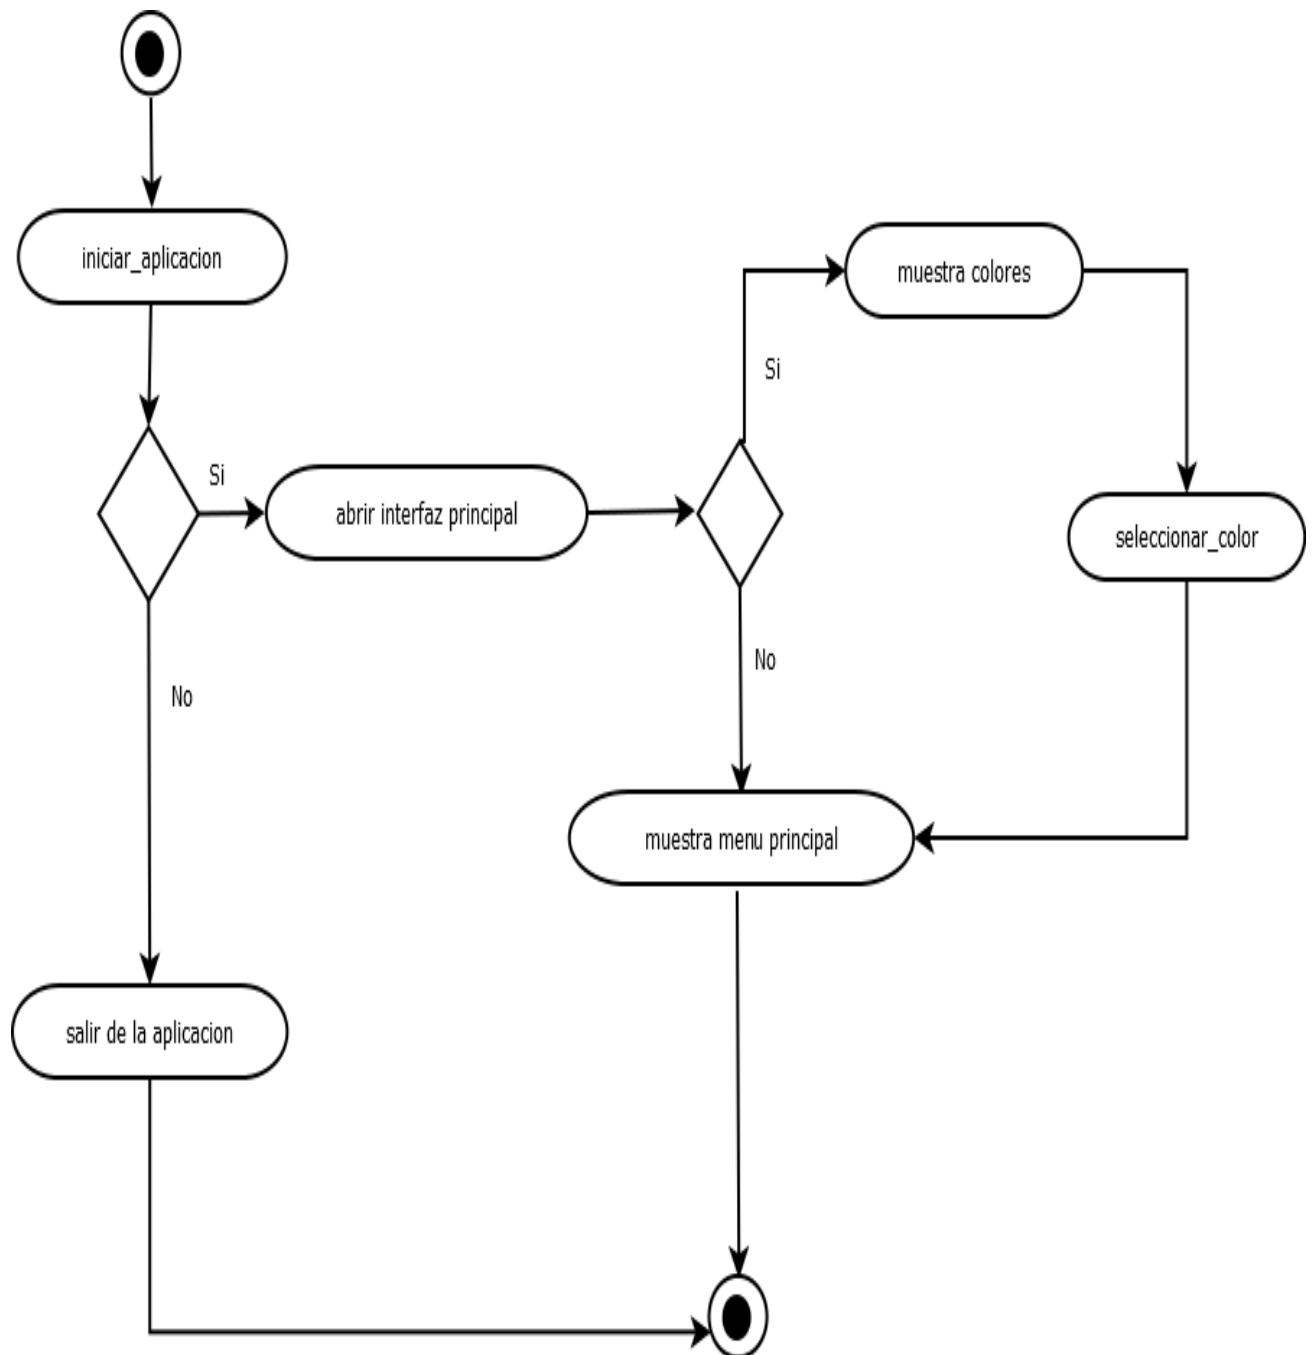 iniciar_aplicacion
muestra colores
Si
Si
abrir interfaz principal
seleccionar_color
No
No
muestra menu principal
salir de la aplicacion